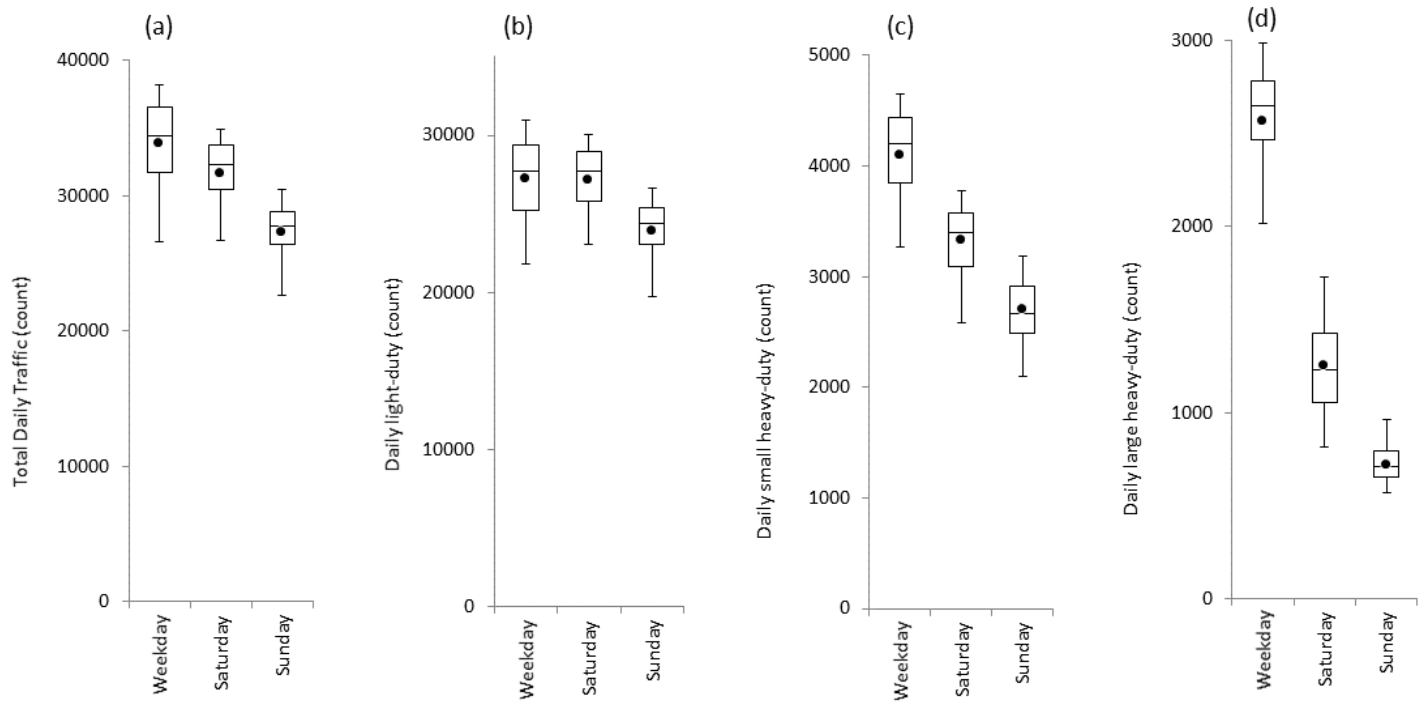 (a)
Total Daily Traffic (count)
40000
30000
20000
10000
0
Weekday
Saturday
Sunday
(b)
Daily light-duty (count)
30000
20000
10000
0
Weekday
Saturday
Sunday
(c)
Daily small heavy-duty (count)
5000
4000
3000
2000
1000
0
Weekday
Saturday
Sunday
(d)
Daily large heavy-duty (count)
3000
2000
1000
0
Weekday
Saturday
Sunday